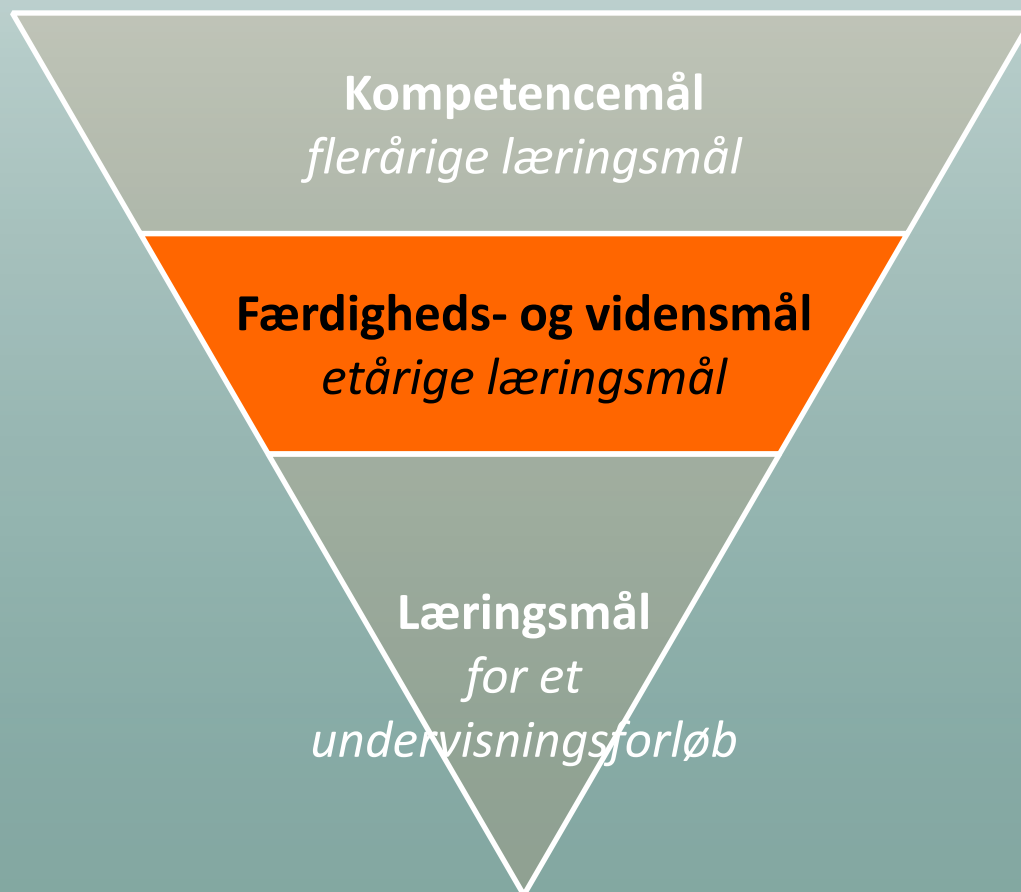 Kompetencemål
flerårige læringsmål
Færdigheds- og vidensmål
etårige læringsmål
Læringsmål
for et
undervisningsforløb